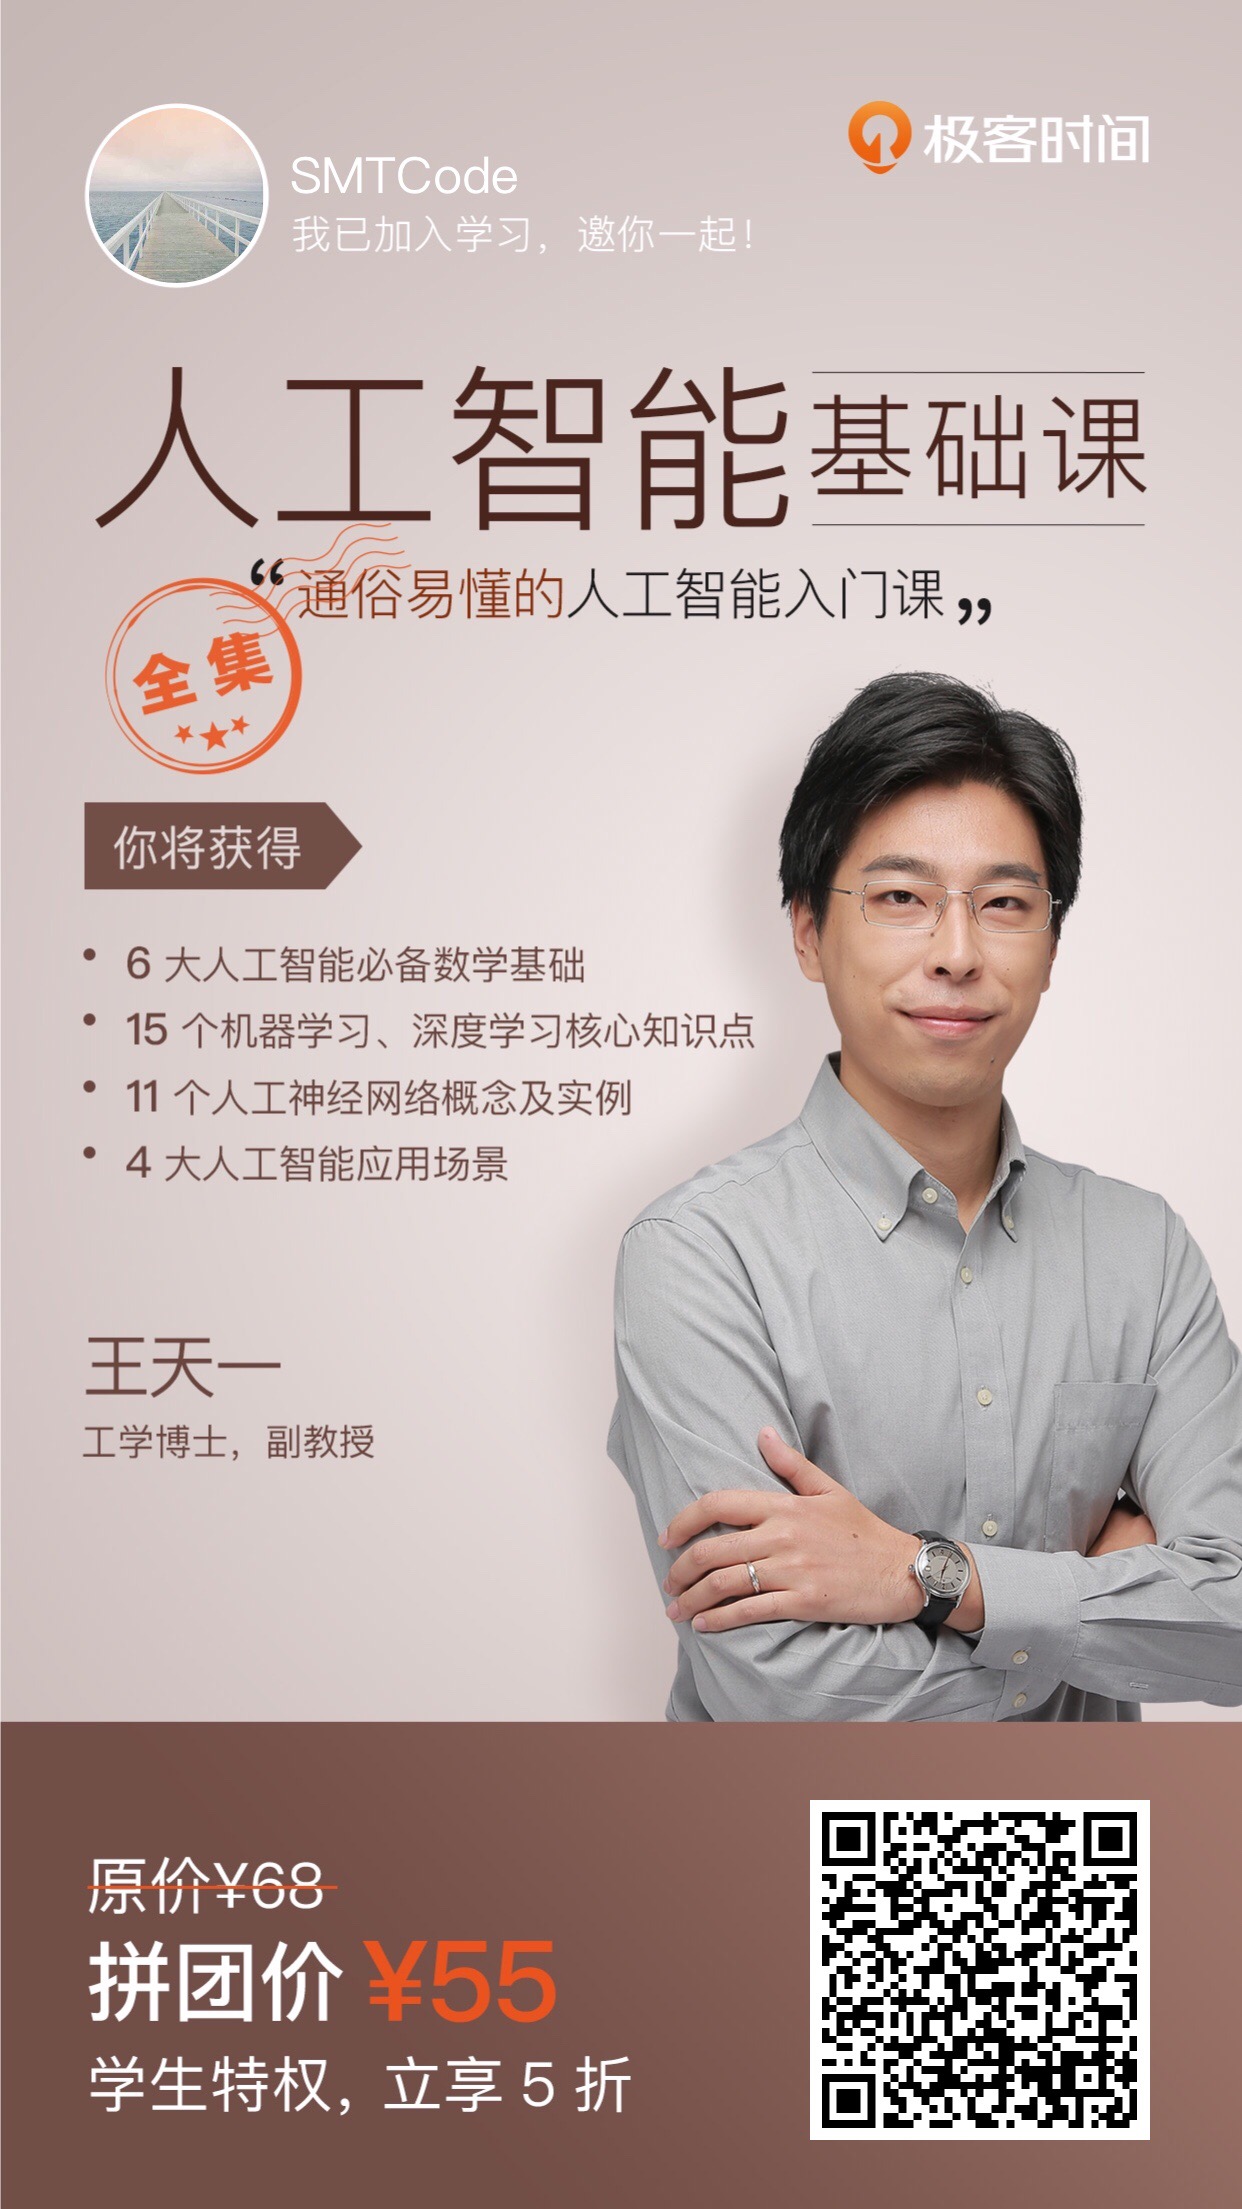 极客时间
SMTCode
我已加入学习，邀你一起！
人工智能基础课
“通俗易懂的人工智能入门课”
全集
你将获得
• 6 大人工智能必备数学基础
• 15 个机器学习、深度学习核心知识点
• 11 个人工神经网络概念及实例
• 4 大人工智能应用场景
王天一
工学博士，副教授
原价¥68
拼团价 ¥55
学生特权，立享 5 折